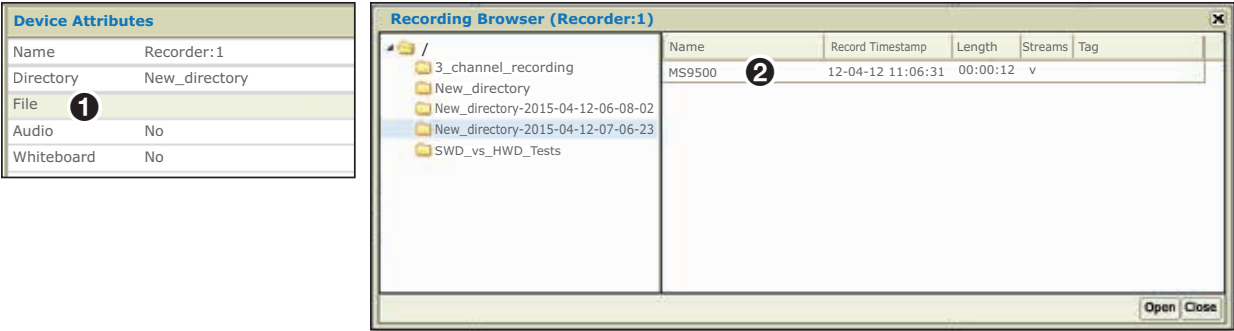 Device Attributes
Name Recorder:1
Directory New_directory
File 1
Audio No
Whiteboard No
Recording Browser (Recorder:1)
/
3_channel_recording
New_directory
New_directory-2015-04-12-06-08-02
New_directory-2015-04-12-07-06-23
SWD_vs_HWD_Tests
Name Record Timestamp Length Streams Tag
MS9500 2 12-04-12 11:06:31 00:00:12 v
Open Close